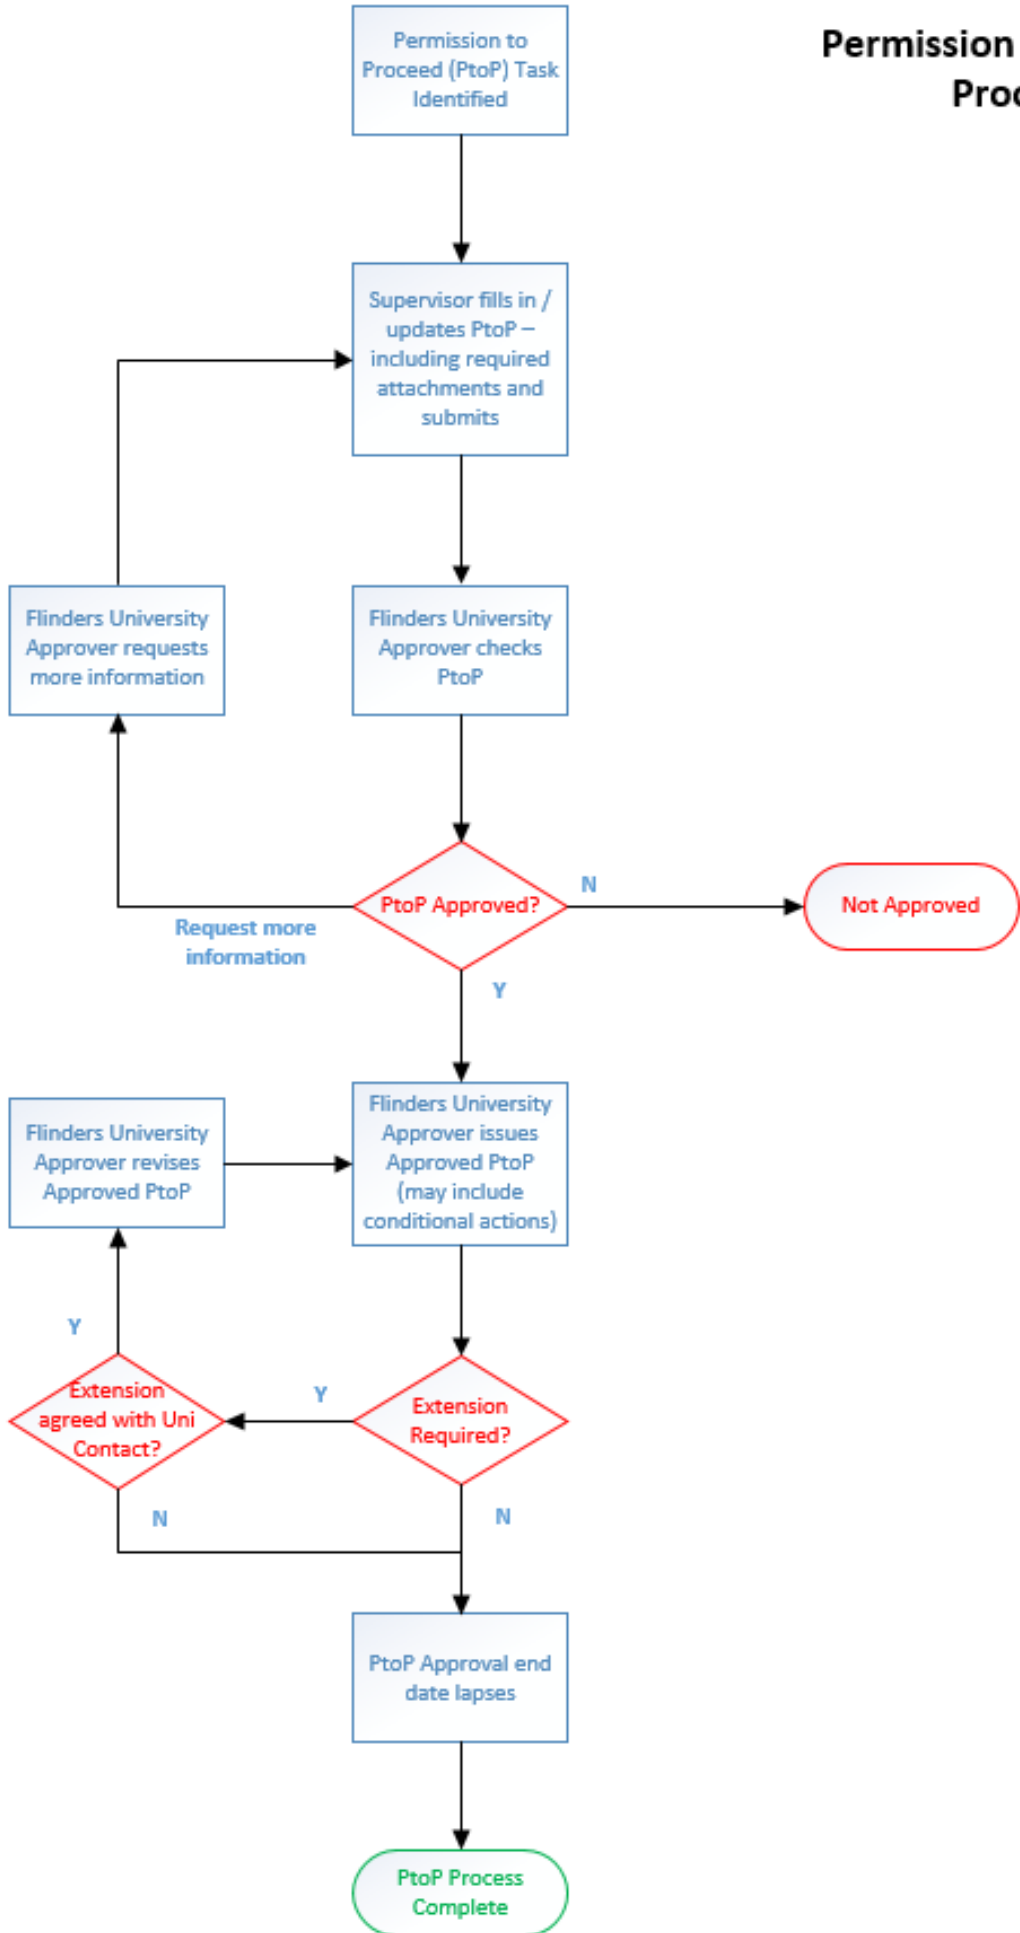 Permission to
Proceed (PtoP) Task
Identified
Permission
Supervisor fills in /
updates PtoP –
including required
attachments and
submits
Flinders University
Approver requests
more information
Flinders University
Approver checks
PtoP
PtoP Approved?
N
Not Approved
Request more
information
Y
Flinders University
Approver revises
Approved PtoP
Flinders University
Approver issues
Approved PtoP
(may include
conditional actions)
Y
Extension
agreed with Uni
Contact?
Y
Extension
Required?
N
N
PtoP Approval end
date lapses
PtoP Process
Complete